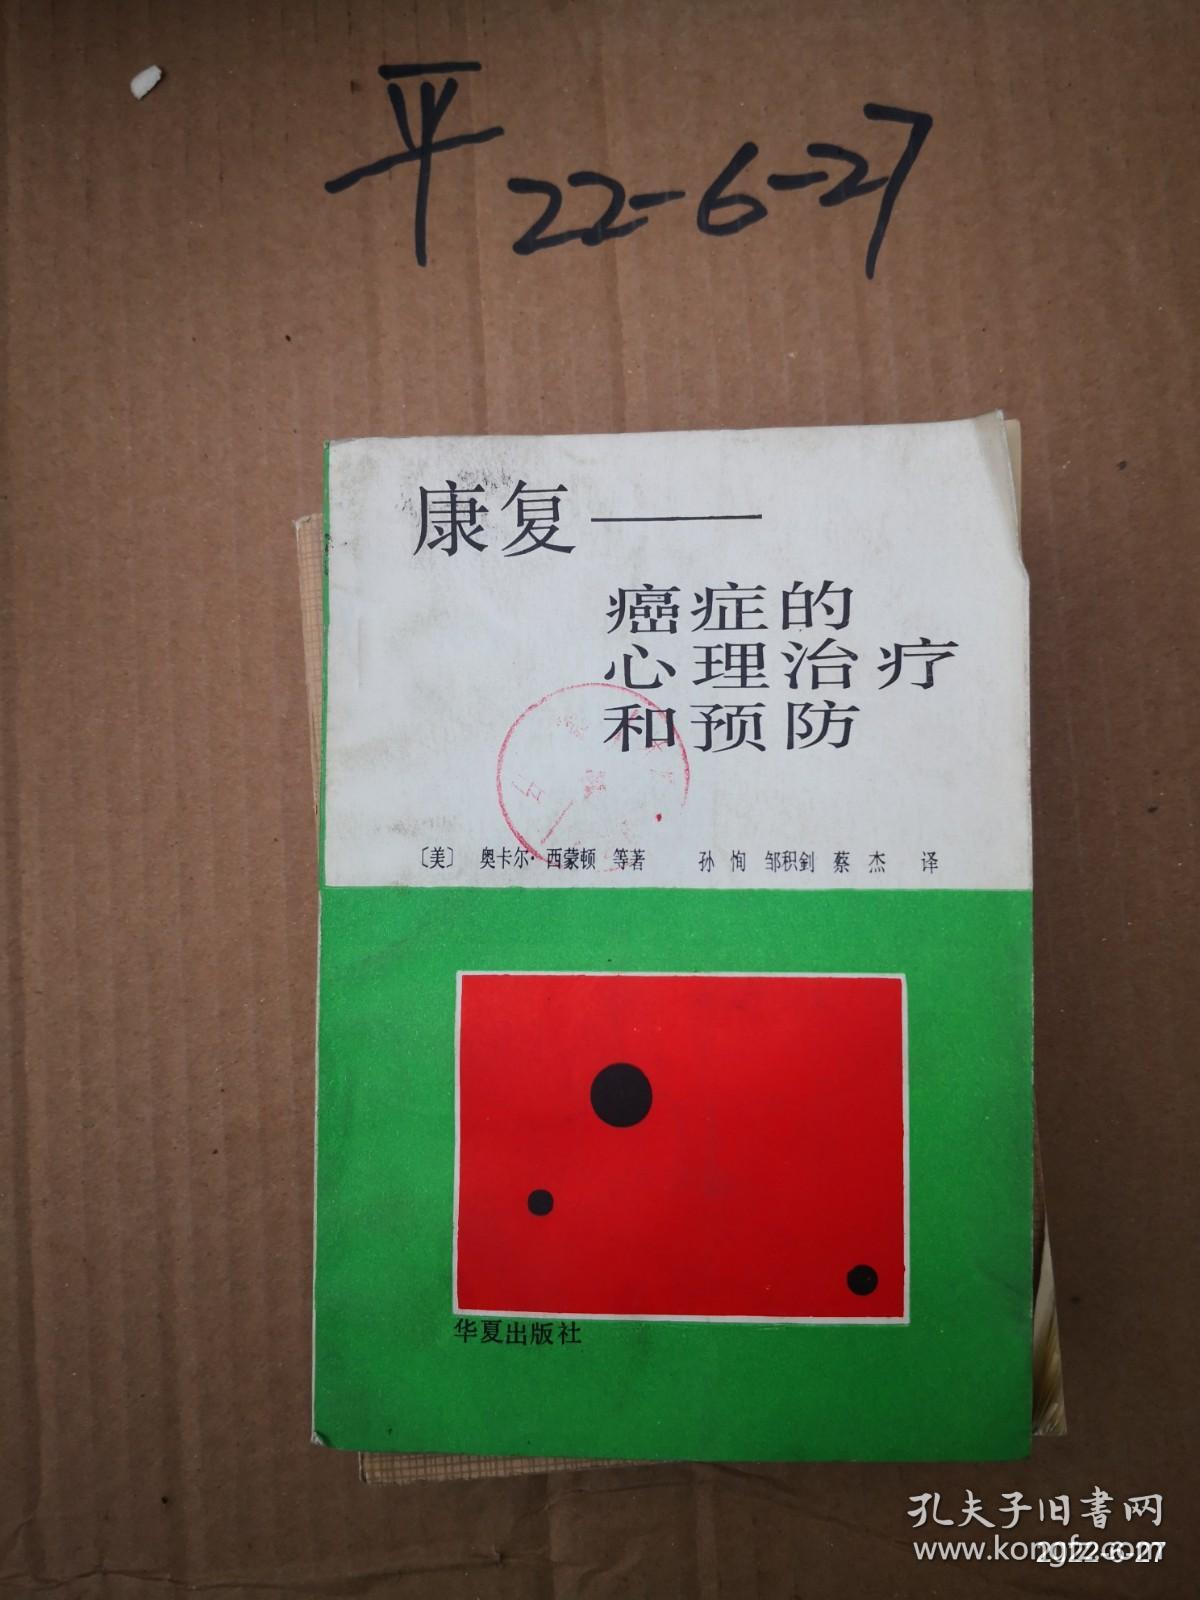 平 22-6-27
康复——
癌症的
心理治疗
和预防
〔美〕 奥卡尔·西蒙顿 等著 孙恂 邹积钊 蔡杰 译
华夏出版社
孔夫子旧書网
www.kongfz.com
2022-6-27